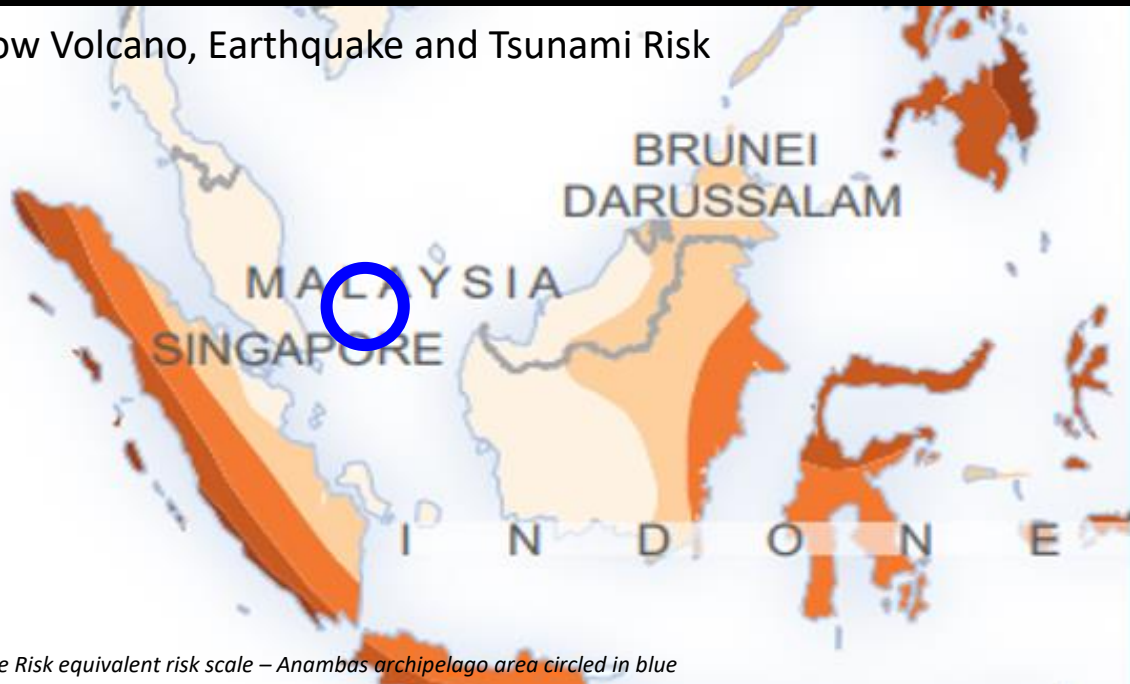 ow Volcano, Earthquake and Tsunami Risk
BRUNEI
DARUSSALAM
MALAYSIA
SINGAPORE
INDONE
e Risk equivalent risk scale – Anambas archipelago area circled in blue